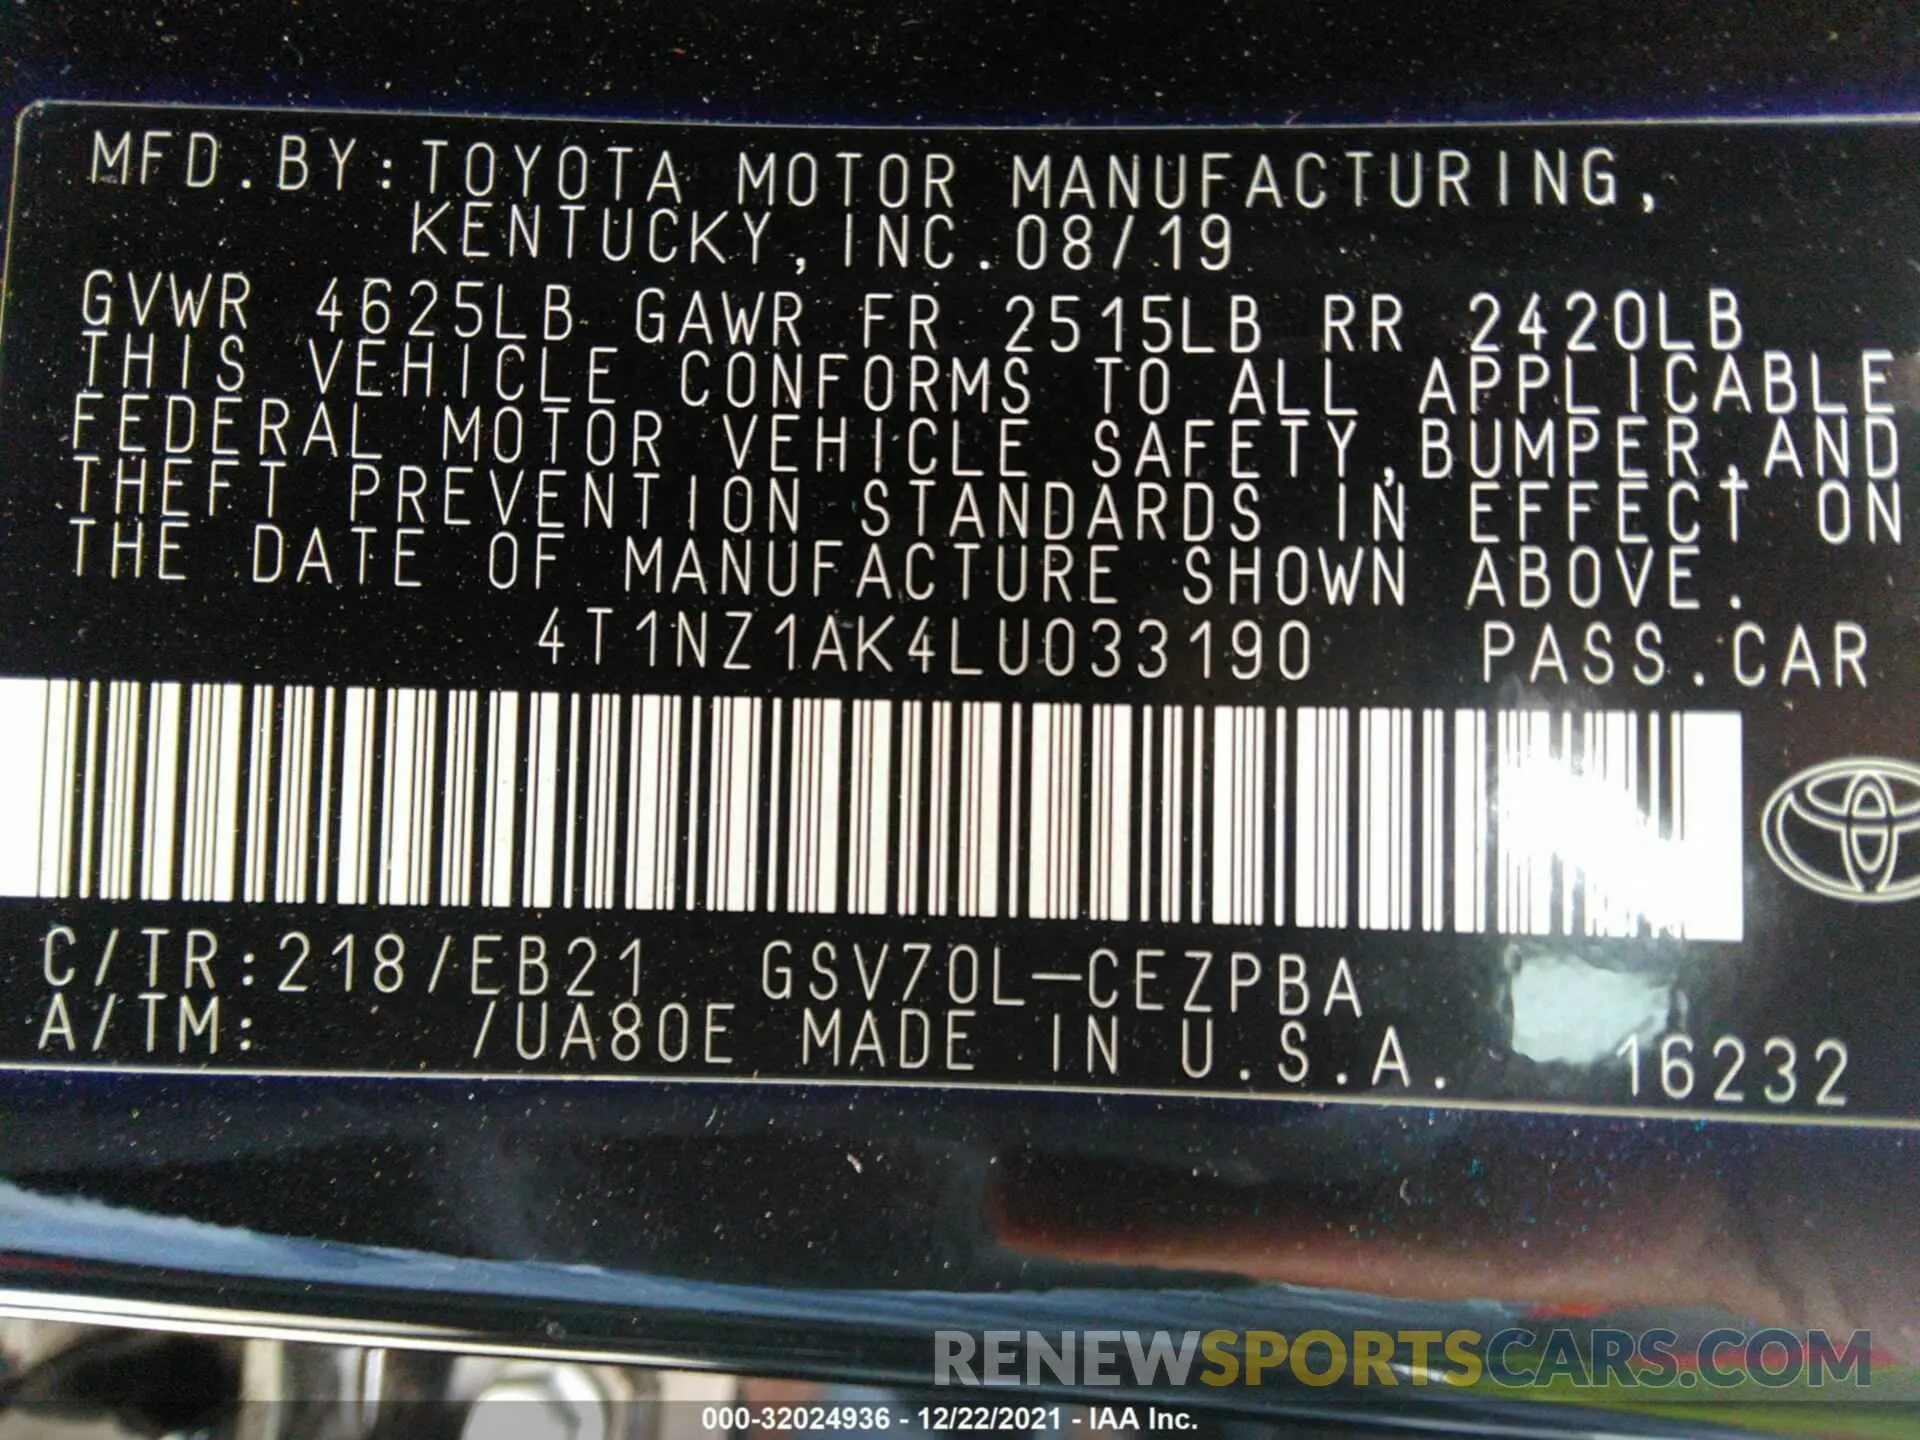 MFD.BY:TOYOTA MOTOR MANUFACTURING,
KENTUCKY,INC.08/19
GVWR 4625LB GAWR FR 2515LB RR 2420LB
THIS VEHICLE CONFORMS TO ALL APPLICABLE
FEDERAL MOTOR VEHICLE SAFETY,BUMPER,AND
THEFT PREVENTION STANDARDS IN EFFECT ON
THE DATE OF MANUFACTURE SHOWN ABOVE.
4T1NZ1AK4LU033190 PASS.CAR
C/TR:218/EB21 GSV70L-CEZPBA
A/TM: /UA80E MADE IN U.S.A. 16232
RENEWSPORTSCARS.COM
000-32024936 - 12/22/2021 - IAA Inc.